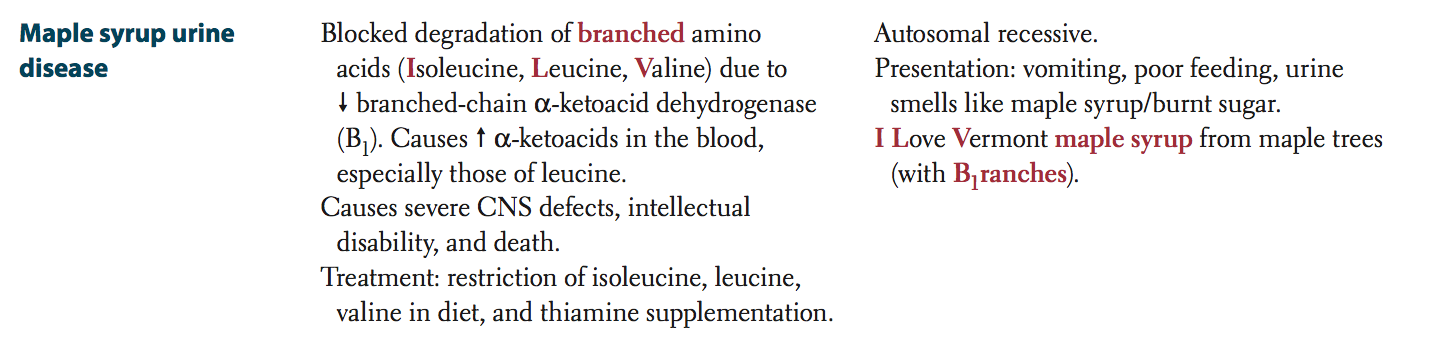 Maple syrup urine
disease
Blocked degradation of branched amino
acids (Isoleucine, Leucine, Valine) due to
↓ branched-chain α-ketoacid dehydrogenase
(B₁). Causes ↑ α-ketoacids in the blood,
especially those of leucine.
Causes severe CNS defects, intellectual
disability, and death.
Treatment: restriction of isoleucine, leucine,
valine in diet, and thiamine supplementation.
Autosomal recessive.
Presentation: vomiting, poor feeding, urine
smells like maple syrup/burnt sugar.
I Love Vermont maple syrup from maple trees
(with B₁ranches).